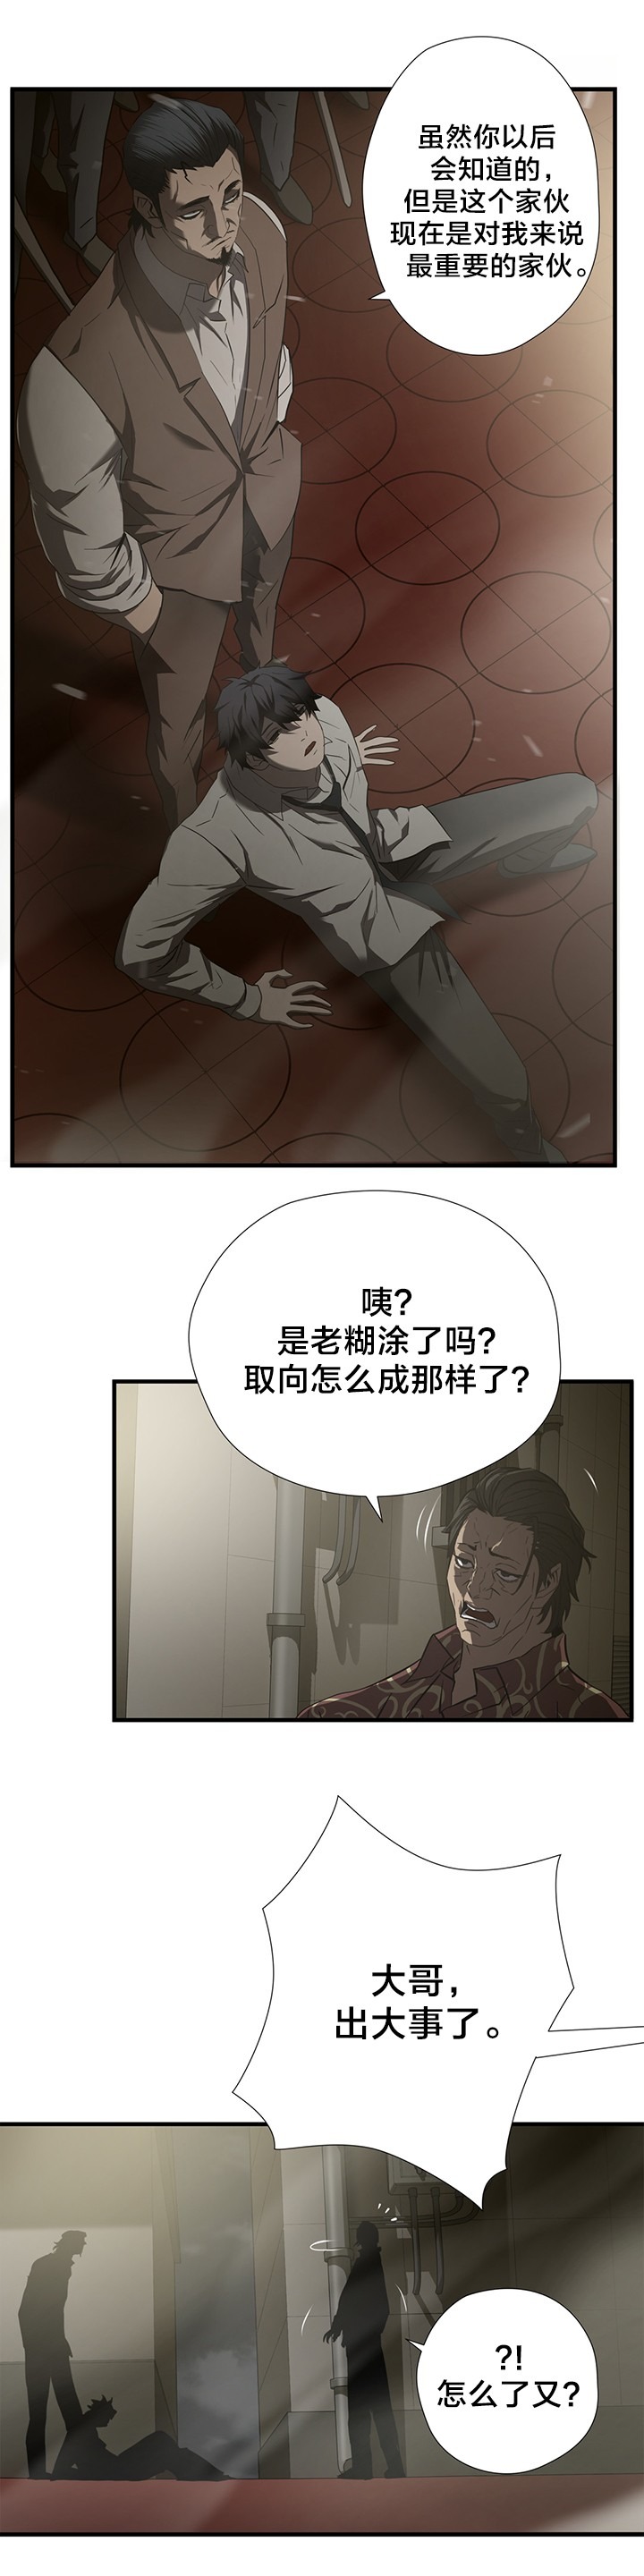 虽然你以后
会知道的，
但是这个家伙
现在是对我来说
最重要的家伙。
咦？
是老糊涂了吗？
取向怎么成那样了？
大哥，
出大事了。
?!
怎么了又？